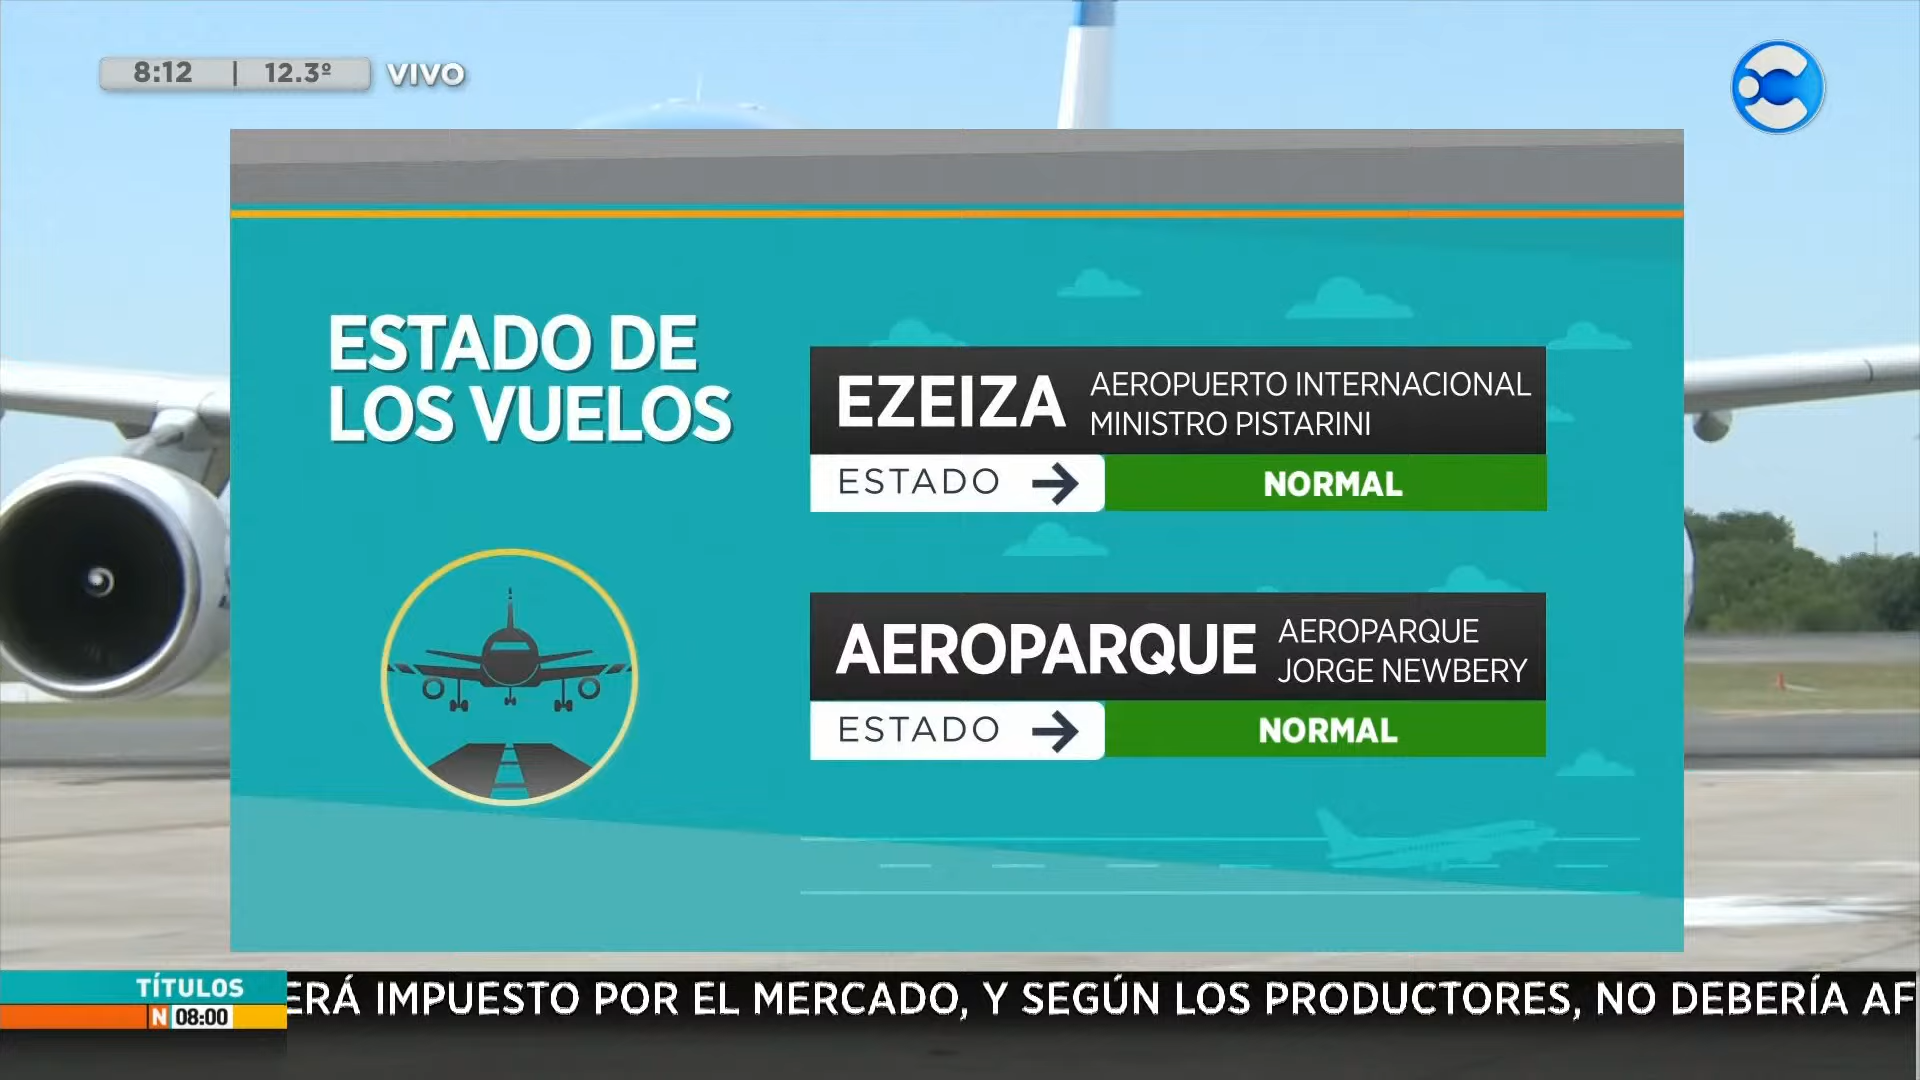 8:12 | 12.3º VIVO
ESTADO DE
LOS VUELOS
EZEIZA
AEROPUERTO INTERNACIONAL
MINISTRO PISTARINI
ESTADO → NORMAL
AEROPARQUE
AEROPARQUE
JORGE NEWBERY
ESTADO → NORMAL
TÍTULOS
N 08:00
ERÁ IMPUESTO POR EL MERCADO, Y SEGÚN LOS PRODUCTORES, NO DEBERÍA AF